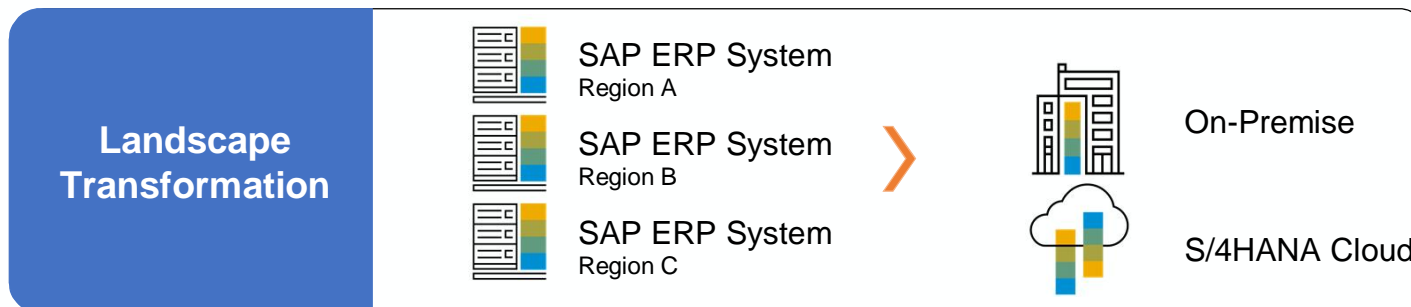 Landscape
Transformation
SAP ERP System
Region A
SAP ERP System
Region B
SAP ERP System
Region C
On-Premise
S/4HANA Cloud